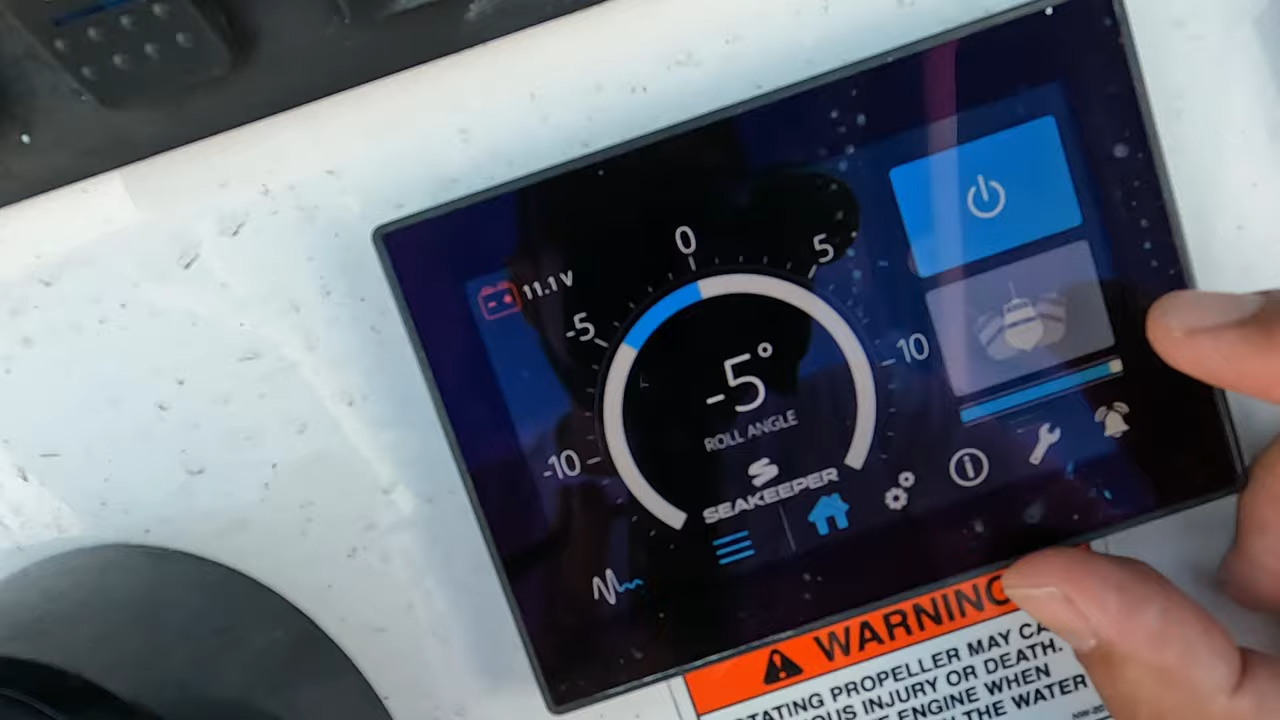 0
5
11.1 V
-5
10
-5°
ROLL ANGLE
-10
SEAKEEPER
WARNING
TATING PROPELLER MAY CA
OUS INJURY OR DEATH.
ENGINE WHEN
THE WATER